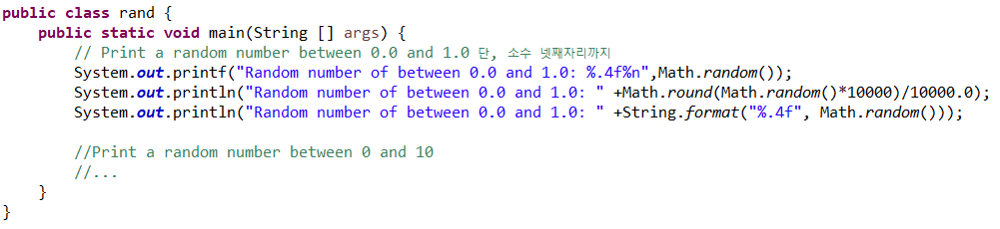 public class rand {
    public static void main(String [] args) {
        // Print a random number between 0.0 and 1.0 단, 소수 넷째자리까지
        System.out.printf("Random number of between 0.0 and 1.0: %.4f%n",Math.random());
        System.out.println("Random number of between 0.0 and 1.0: " +Math.round(Math.random()*10000)/10000.0);
        System.out.println("Random number of between 0.0 and 1.0: " +String.format("%.4f", Math.random()));

        //Print a random number between 0 and 10
        //...
    }
}